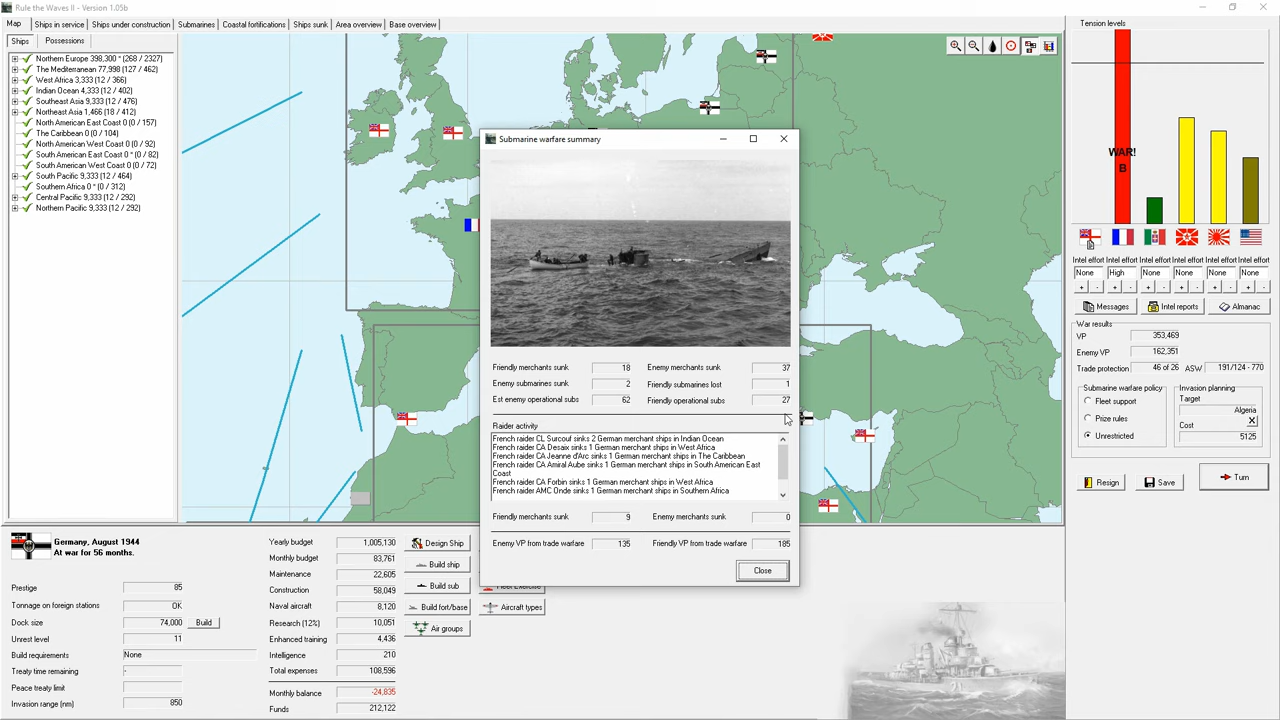 Rule the Waves II - Version 1.05b
Map
Ships in service
Ships under construction
Submarines
Coastal fortifications
Ships sunk
Area overview
Base overview
Ships
Possessions
Northern Europe 398,300 * (268 / 2327)
The Mediterranean 77,998 (127 / 462)
West Africa 3,333 (12 / 366)
Indian Ocean 4,333 (12 / 402)
Southeast Asia 9,333 (12 / 476)
Northeast Asia 1,466 (18 / 412)
North American East Coast 0 (0 / 157)
The Caribbean 0 (0 / 104)
North American West Coast 0 (0 / 92)
South American East Coast 0 * (0 / 82)
South American West Coast 0 (0 / 72)
South Pacific 9,333 (12 / 464)
Southern Africa 0 * (0 / 312)
Central Pacific 9,333 (12 / 292)
Northern Pacific 9,333 (12 / 292)
Submarine warfare summary
Friendly merchants sunk 18 Enemy merchants sunk 37
Enemy submarines sunk 2 Friendly submarines lost 1
Est enemy operational subs 62 Friendly operational subs 27
Raider activity
French raider CL Surcouf sinks 2 German merchant ships in Indian Ocean
French raider CA Desaix sinks 1 German merchant ships in West Africa
French raider CA Jeanne d'Arc sinks 1 German merchant ships in The Caribbean
French raider CA Amiral Aube sinks 1 German merchant ships in South American East
Coast
French raider CA Forbin sinks 1 German merchant ships in West Africa
French raider AMC Onde sinks 1 German merchant ships in Southern Africa
Friendly merchants sunk 9 Enemy merchants sunk 0
Enemy VP from trade warfare 135 Friendly VP from trade warfare 185
Close
Tension levels
WAR!
B
Intel effort Intel effort Intel effort Intel effort Intel effort Intel effort
None High None None None None
+ - + - + - + - + - + -
Messages
Intel reports
Almanac
War results
VP 353,469
Enemy VP 162,351
Trade protection 46 of 26 ASW 191/124 - 770
Submarine warfare policy
Fleet support
Prize rules
Unrestricted
Invasion planning
Target
Algeria
X
Cost
5125
Resign
Save
Turn
Germany, August 1944
At war for 56 months.
Prestige 85
Tonnage on foreign stations OK
Dock size 74,000 Build
Unrest level 11
Build requirements None
Treaty time remaining -
Peace treaty limit
Invasion range (nm) 850
Yearly budget 1,005,130
Monthly budget 83,761
Maintenance 22,605
Construction 58,049
Naval aircraft 8,120
Research (12%) 10,051
Enhanced training 4,436
Intelligence 210
Total expenses 108,596
Monthly balance -24,835
Funds 212,122
Design Ship
Build ship
Build sub
Build fort/base
Air groups
Fleet Exercise
Aircraft types